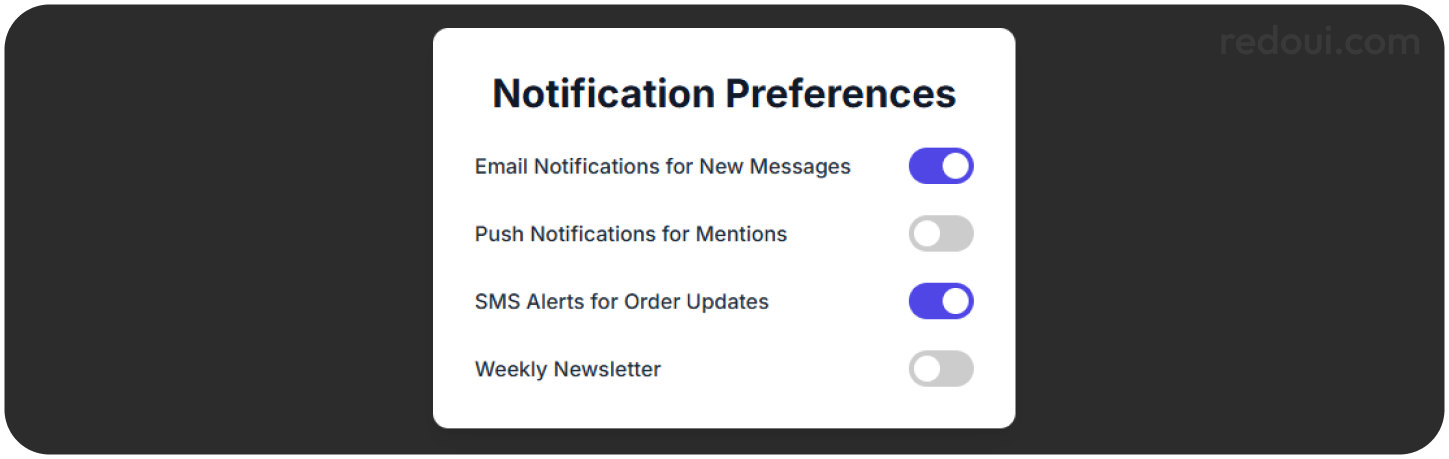 redoui.com
Notification Preferences
Email Notifications for New Messages
Push Notifications for Mentions
SMS Alerts for Order Updates
Weekly Newsletter